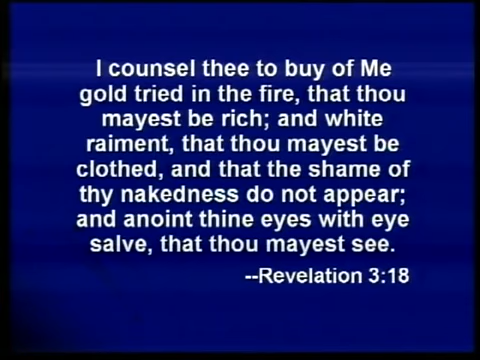 I counsel thee to buy of Me
gold tried in the fire, that thou
mayest be rich; and white
raiment, that thou mayest be
clothed, and that the shame of
thy nakedness do not appear;
and anoint thine eyes with eye
salve, that thou mayest see.
--Revelation 3:18